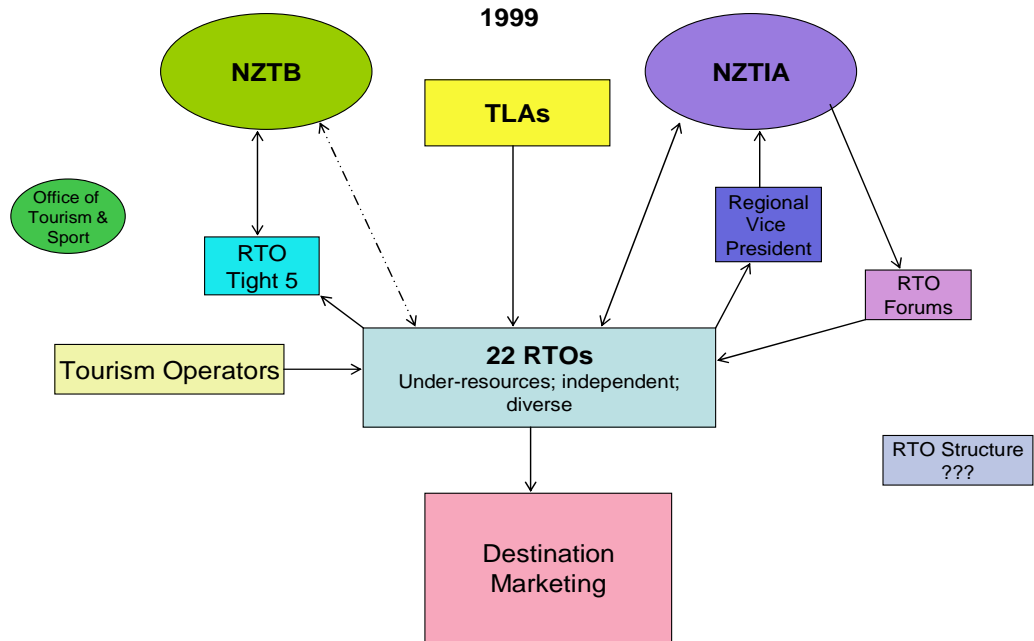 1999
NZTB
TLAs
NZTIA
Office of
Tourism &
Sport
RTO
Tight 5
Regional
Vice
President
RTO
Forums
Tourism Operators
22 RTOs
Under-resources; independent;
diverse
RTO Structure
???
Destination
Marketing